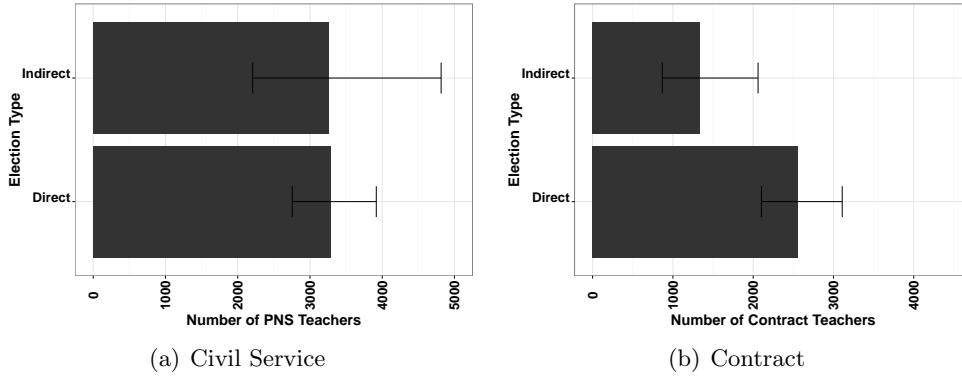 Election Type
Indirect
Direct
0 1000 2000 3000 4000 5000
Number of PNS Teachers
(a) Civil Service
Election Type
Indirect
Direct
0 1000 2000 3000 4000
Number of Contract Teachers
(b) Contract